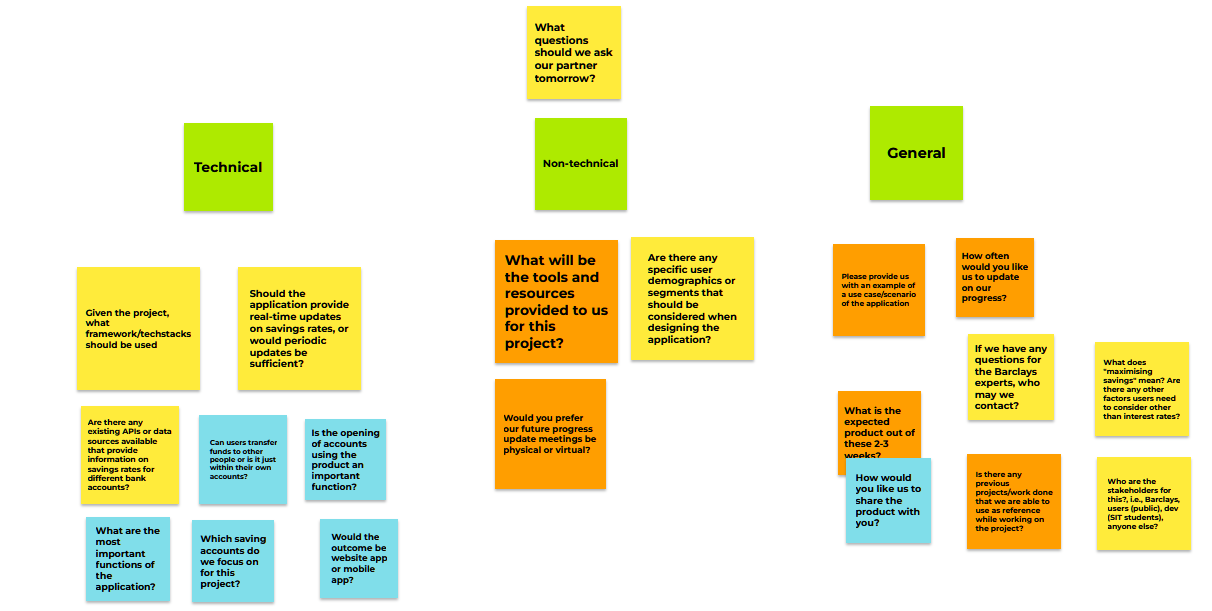 What
questions
should we ask
our partner
tomorrow?
Technical
Non-technical
General
Given the project,
what
framework/techstacks
should be used
Should the
application provide
real-time updates
on savings rates, or
would periodic
updates be
sufficient?
Are there any
existing APIs or data
sources available
that provide
information on
savings rates for
different bank
accounts?
Can users transfer
funds to other
people or is it just
within their own
accounts?
Is the opening
of accounts
using the
product an
important
function?
What are the
most
important
functions of
the
application?
Which saving
accounts do
we focus on
for this
project?
Would the
outcome be
website app
or mobile
app?
What will be
the tools and
resources
provided to us
for this
project?
Are there any
specific user
demographics or
segments that
should be
considered when
designing the
application?
Would you prefer
our future progress
update meetings be
physical or virtual?
Please provide us
with an example of
a use case/scenario
of the application
How often
would you like
us to update
on our
progress?
If we have any
questions for
the Barclays
experts, who
may we
contact?
What does
"maximising
savings" mean? Are
there any other
factors users need
to consider other
than interest rates?
What is the
expected
product out of
these 2-3
weeks?
How would
you like us to
share the
product with
you?
Is there any
previous
projects/work done
that we are able to
use as reference
while working on
the project?
Who are the
stakeholders for
this?, i.e., Barclays,
users (public), dev
(SIT students),
anyone else?